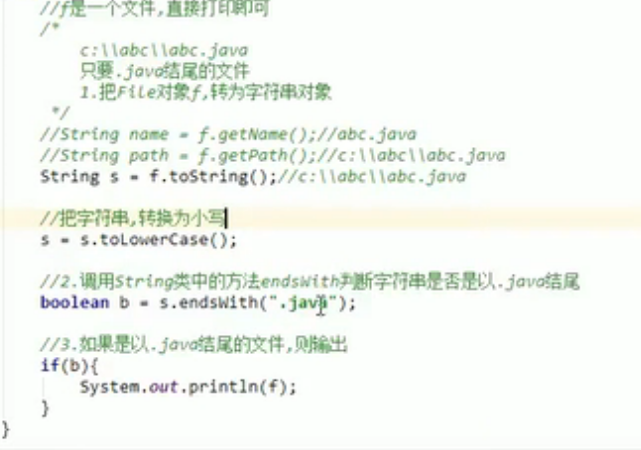 //f是一个文件,直接打印即可
/*
c:\\abc\\abc.java
只要.java结尾的文件
1.把File对象f,转为字符串对象
*/
//String name = f.getName();//abc.java
//String path = f.getPath();//c:\\abc\\abc.java
String s = f.toString();//c:\\abc\\abc.java
//把字符串,转换为小写
s = s.toLowerCase();
//2.调用String类中的方法endsWith判断字符串是否是以.java结尾
boolean b = s.endsWith(".java");
//3.如果是以.java结尾的文件,则输出
if(b){
System.out.println(f);
}
}